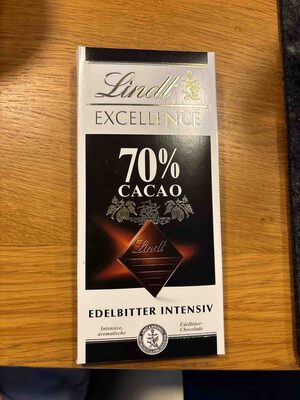 Lindt
EXCELLENCE
70%
CACAO
Lindt
EDELBITTER INTENSIV
Intensive,
aromatische
Edelbitter-
Chocolade